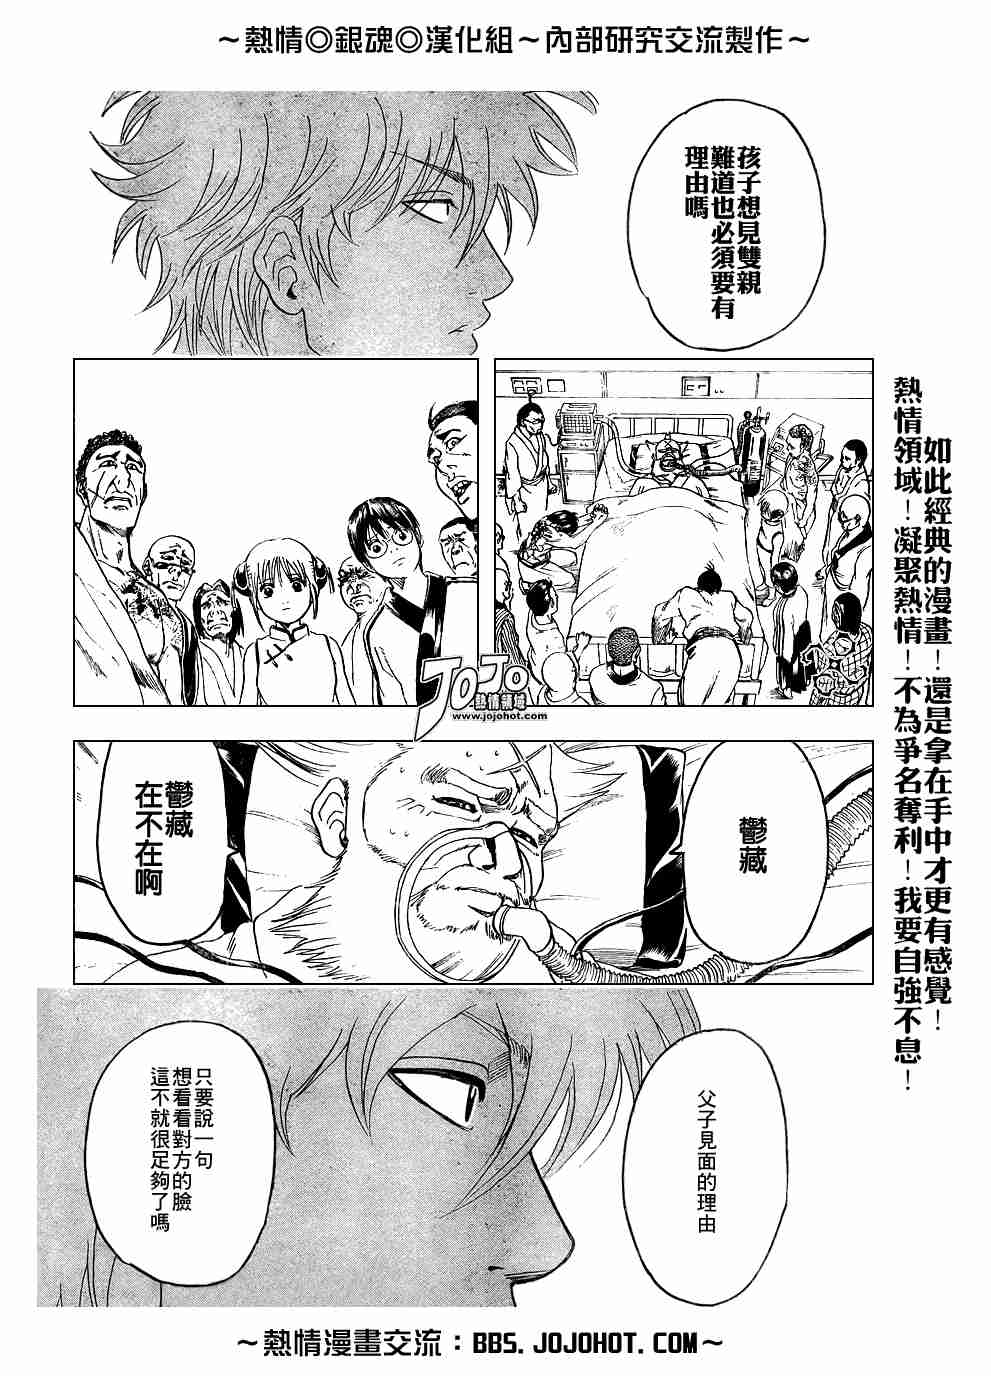 ～熱情◎銀魂◎漢化組～內部研究交流製作～
孩子想見雙親
難道也必須要有
理由嗎
JOJO
熱情領域
www.jojohot.com
鬱藏
鬱藏
在不在啊
父子見面的理由
只要說一句
想看看對方的臉
這不就很足夠了嗎
如此經典的漫畫！還是拿在手中才更有感覺！
熱情領域！凝聚熱情！不為爭名奪利！我要自強不息！
～熱情漫畫交流：BBS.JOJOHOT.COM～